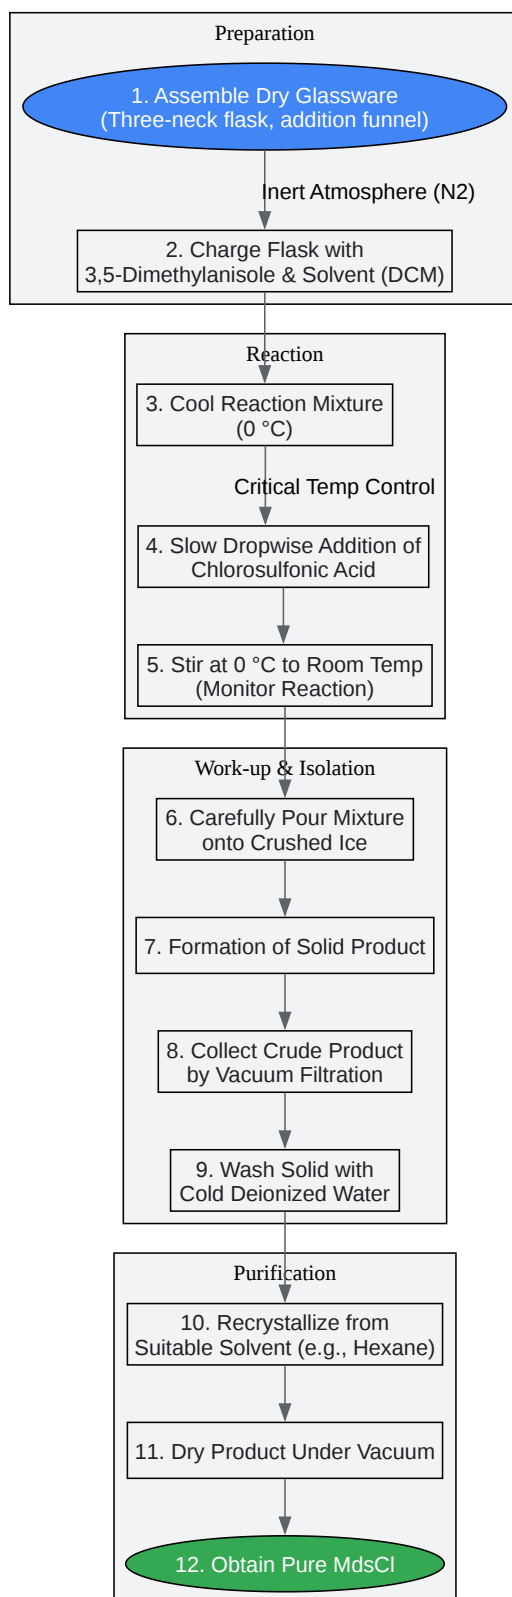 Preparation
1. Assemble Dry Glassware
(Three-neck flask, addition funnel)
Inert Atmosphere (N2)
2. Charge Flask with
3,5-Dimethylanisole & Solvent (DCM)
Reaction
3. Cool Reaction Mixture
(0 °C)
Critical Temp Control
4. Slow Dropwise Addition of
Chlorosulfonic Acid
5. Stir at 0 °C to Room Temp
(Monitor Reaction)
Work-up & Isolation
6. Carefully Pour Mixture
onto Crushed Ice
7. Formation of Solid Product
8. Collect Crude Product
by Vacuum Filtration
9. Wash Solid with
Cold Deionized Water
Purification
10. Recrystallize from
Suitable Solvent (e.g., Hexane)
11. Dry Product Under Vacuum
12. Obtain Pure MdsCl